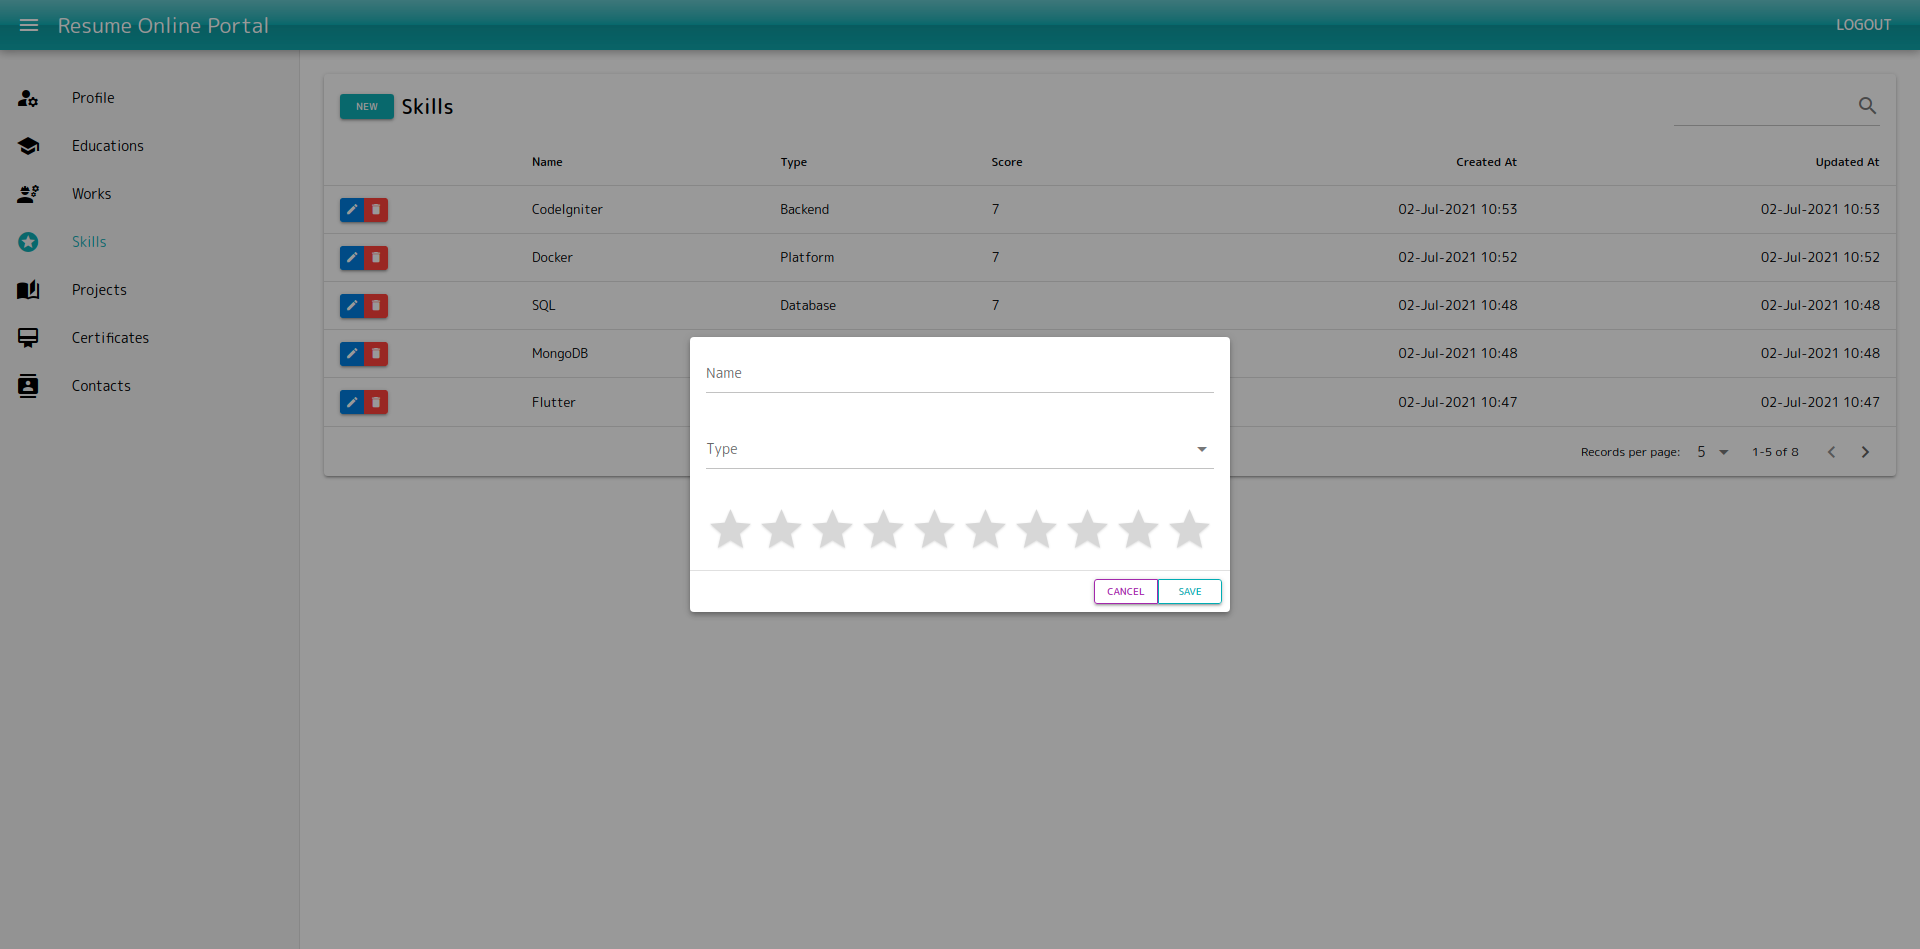 Resume Online Portal
LOGOUT
Profile
Educations
Works
Skills
Projects
Certificates
Contacts
NEW Skills
Name Type Score Created At Updated At
CodeIgniter Backend 7 02-Jul-2021 10:53 02-Jul-2021 10:53
Docker Platform 7 02-Jul-2021 10:52 02-Jul-2021 10:52
SQL Database 7 02-Jul-2021 10:48 02-Jul-2021 10:48
MongoDB 02-Jul-2021 10:48 02-Jul-2021 10:48
Flutter 02-Jul-2021 10:47 02-Jul-2021 10:47
Records per page: 5 1-5 of 8
Name
Type
CANCEL SAVE